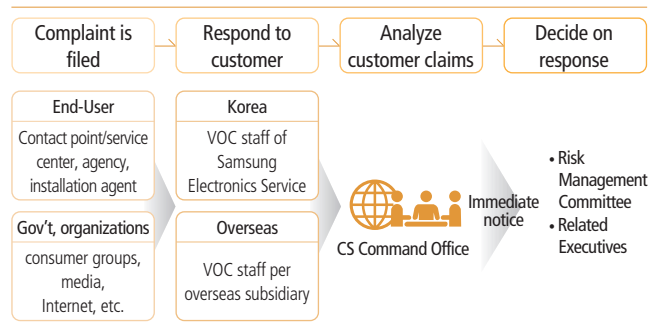 Complaint is
filed
Respond to
customer
Analyze
customer claims
Decide on
response
End-User
Contact point/service
center, agency,
installation agent
Gov't, organizations
consumer groups,
media,
Internet, etc.
Korea
VOC staff of
Samsung
Electronics Service
Overseas
VOC staff per
overseas subsidiary
CS Command Office
Immediate
notice
• Risk
Management
Committee
• Related
Executives